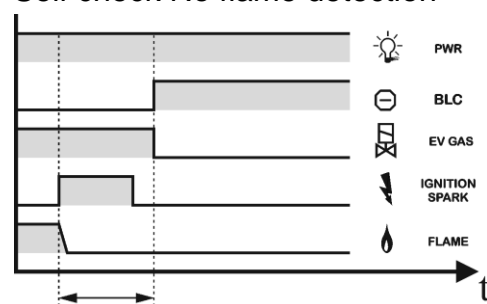 Self-check No flame detection
PWR
BLC
EV GAS
IGNITION
SPARK
FLAME
t